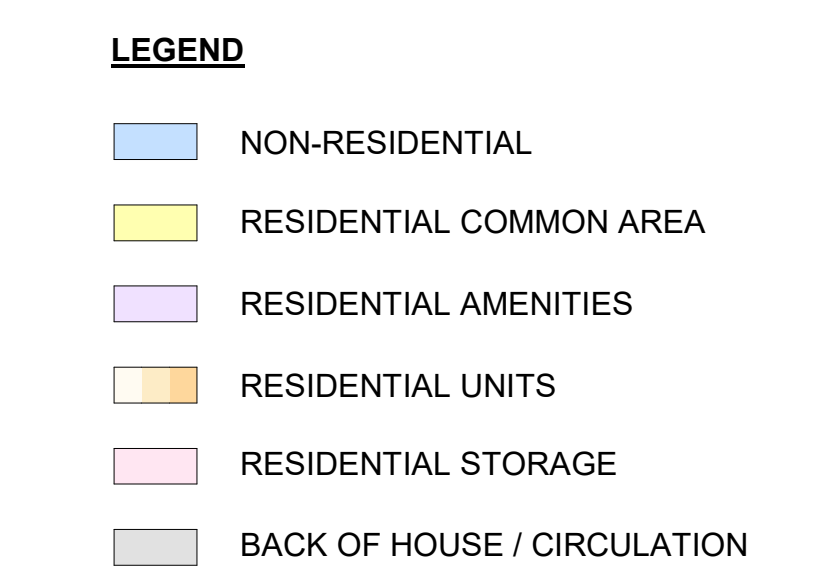 LEGEND
NON-RESIDENTIAL
RESIDENTIAL COMMON AREA
RESIDENTIAL AMENITIES
RESIDENTIAL UNITS
RESIDENTIAL STORAGE
BACK OF HOUSE / CIRCULATION